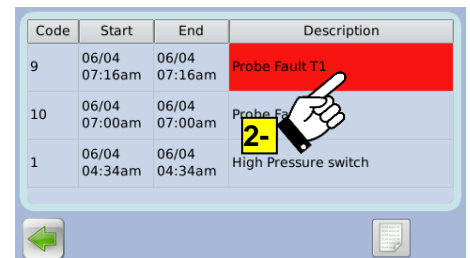 Code Start End Description
9 06/04 07:16am 06/04 07:16am Probe Fault T1
10 06/04 07:00am 06/04 07:00am Probe Fa
2-
1 06/04 04:34am 06/04 04:34am High Pressure switch